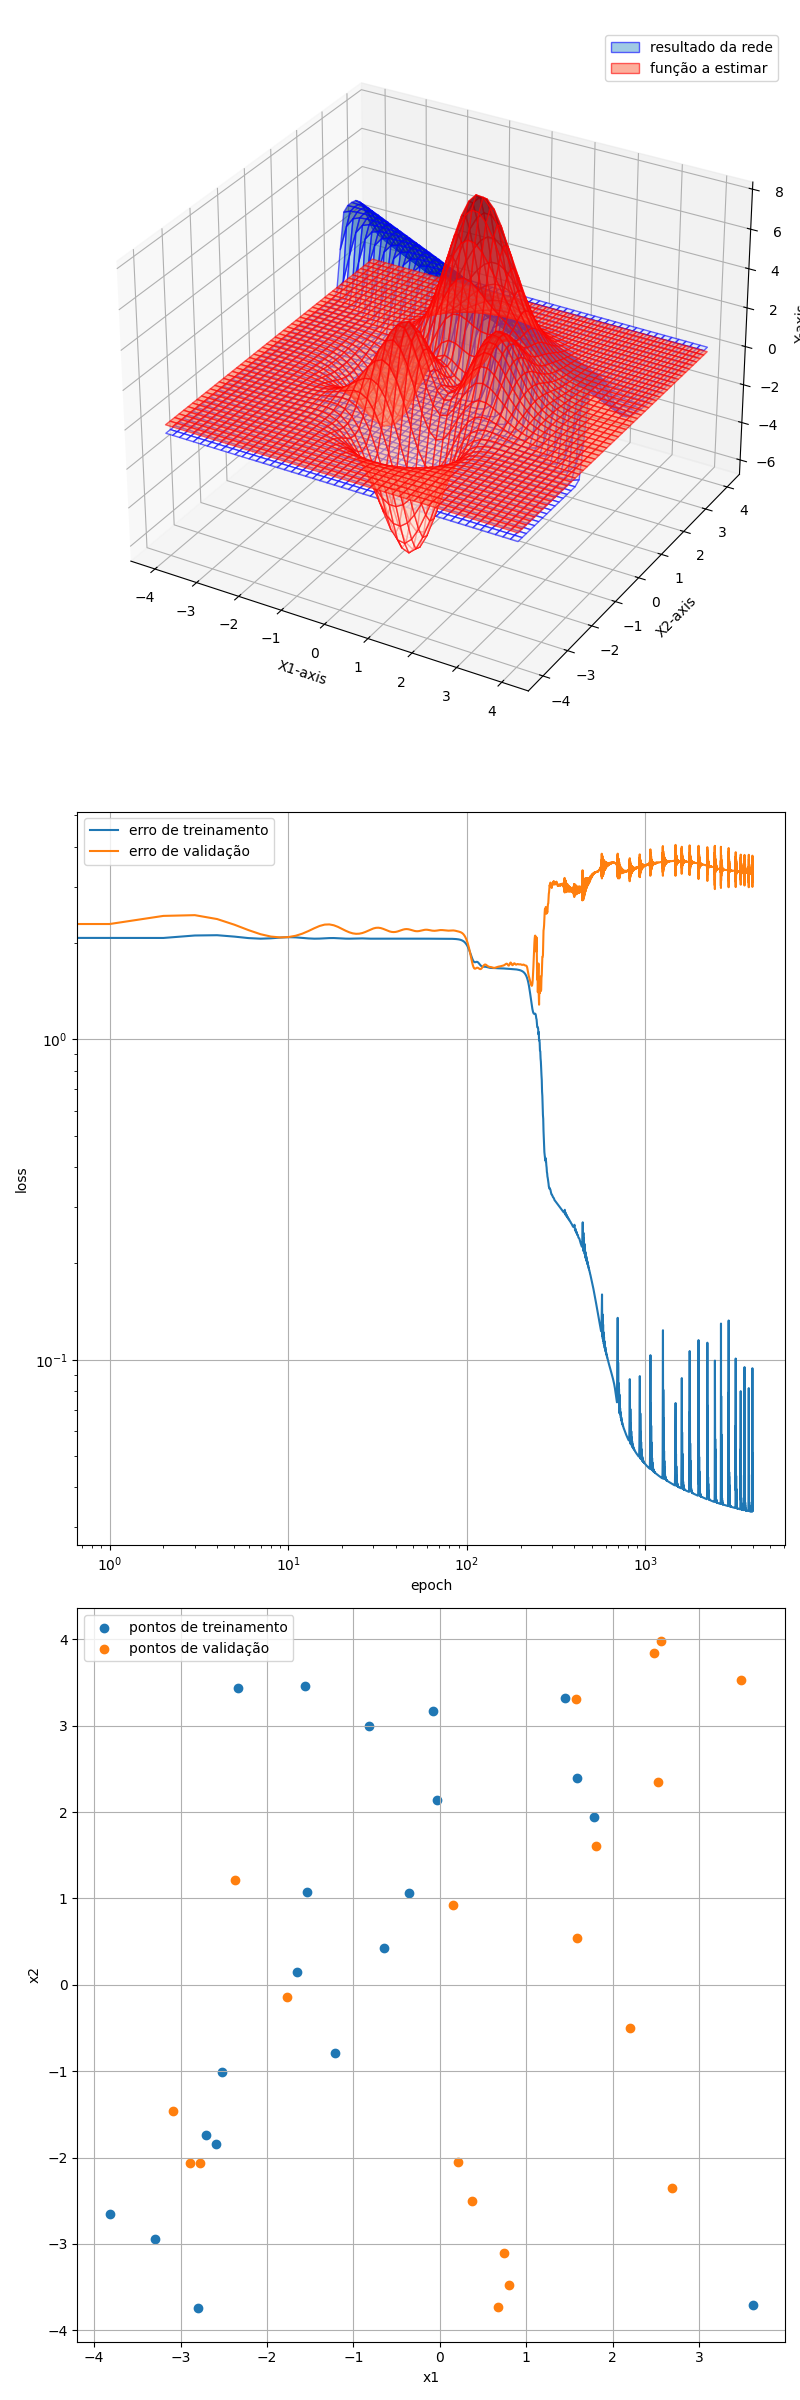 resultado da rede
função a estimar
8
6
4
2
0
−2
−4
−6
−4
−3
−2
−1
0
1
2
3
4
X1-axis
−4
−3
−2
−1
0
1
2
3
4
X2-axis
erro de treinamento
erro de validação
10⁰
10⁻¹
loss
10⁰ 10¹ 10² 10³
epoch
pontos de treinamento
pontos de validação
4
3
2
1
0
−1
−2
−3
−4
x2
−4 −3 −2 −1 0 1 2 3
x1